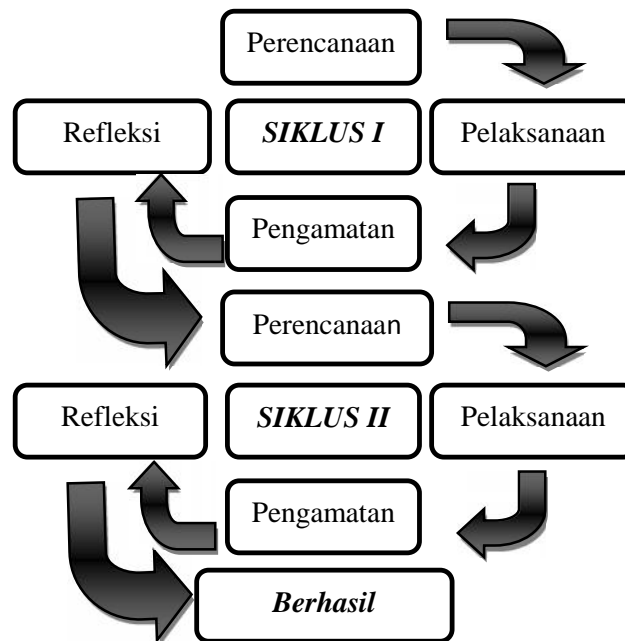 Perencanaan
Refleksi
SIKLUS I
Pelaksanaan
Pengamatan
Perencanaan
Refleksi
SIKLUS II
Pelaksanaan
Pengamatan
Berhasil